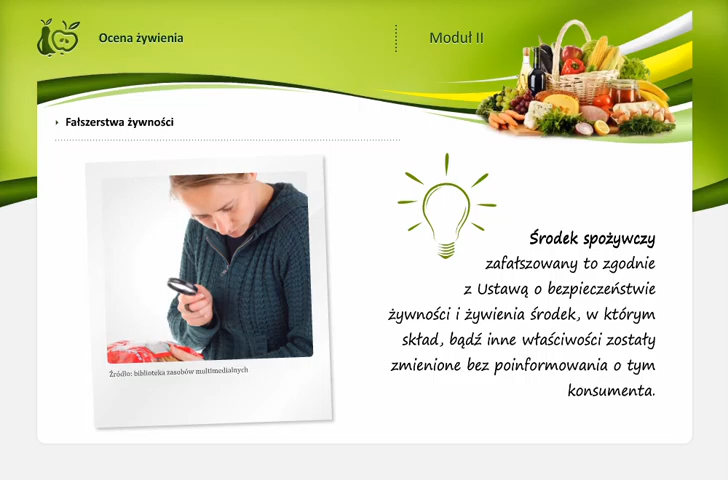 Ocena żywienia
Moduł II
Fałszerstwa żywności
Źródło: biblioteka zasobów multimedialnych
Środek spożywczy
zafałszowany to zgodnie
z Ustawą o bezpieczeństwie
żywności i żywienia środek, w którym
skład, bądź inne właściwości zostały
zmienione bez poinformowania o tym
konsumenta.